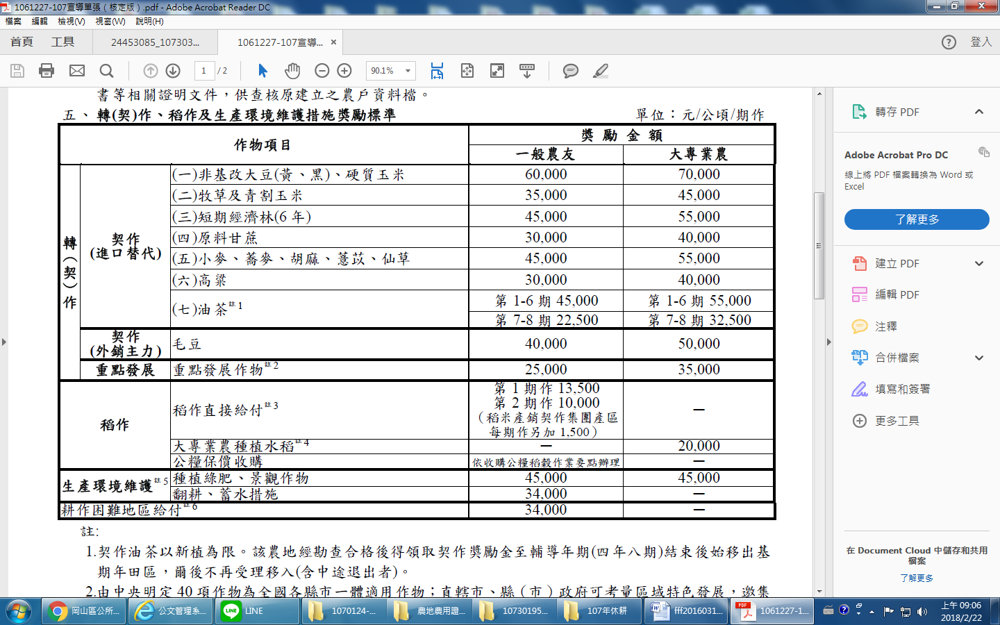 1061227-107宣導單張（核定版）.pdf - Adobe Acrobat Reader DC
檔案 編輯 檢視(V) 視窗(W) 說明(H)
首頁 工具 24453085_107303... 1061227-107宣導... × 登入
1 / 2 90.1%
書等相關證明文件，供查核原建立之農戶資料檔。
五、轉(契)作、稻作及生產環境維護措施獎勵標準 單位：元/公頃/期作
作物項目 獎勵金額
一般農友 大專業農
轉（契）作
契作
(進口替代)
(一)非基改大豆(黃、黑)、硬質玉米 60,000 70,000
(二)牧草及青割玉米 35,000 45,000
(三)短期經濟林(6年) 45,000 55,000
(四)原料甘蔗 30,000 40,000
(五)小麥、蕎麥、胡麻、薏苡、仙草 45,000 55,000
(六)高粱 30,000 40,000
(七)油茶註1 第 1-6 期 45,000 第 1-6 期 55,000
第 7-8 期 22,500 第 7-8 期 32,500
契作
(外銷主力)
毛豆 40,000 50,000
重點發展 重點發展作物註2 25,000 35,000
稻作
稻作直接給付註3 第 1 期作 13,500 —
第 2 期作 10,000
（稻米產銷契作集團產區
每期作另加 1,500）
大專業農種植水稻註4 — 20,000
公糧保價收購 依收購公糧稻穀作業要點辦理 —
生產環境維護註5 種植綠肥、景觀作物 45,000 45,000
翻耕、蓄水措施 34,000 —
耕作困難地區給付註6 34,000 —
註:
1.契作油茶以新植為限。該農地經勘查合格後得領取契作獎勵金至輔導年期(四年八期)結束後始移出基
期年田區，爾後不再受理移入(含中途退出者)。
2.由中央明定 40 項作物為全國各縣市一體適用作物；直轄市、縣（市）政府可考量區域特色發展，邀集
轉存 PDF
Adobe Acrobat Pro DC
線上將 PDF 檔案轉換為 Word 或
Excel
了解更多
建立 PDF
編輯 PDF
注釋
合併檔案
填寫和簽署
更多工具
在 Document Cloud 中儲存和共用
檔案
了解更多
岡山區公所... 公文管理系... LINE 1070124-... 農地農用證... 10730195... 107年休耕 fff2016031... 1061227-1...
上午 09:06
2018/2/22